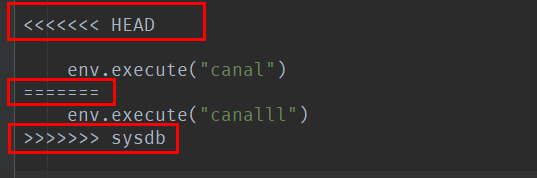 <<<<<<< HEAD
env.execute("canal")
=======
env.execute("canalll")
>>>>>>> sysdb